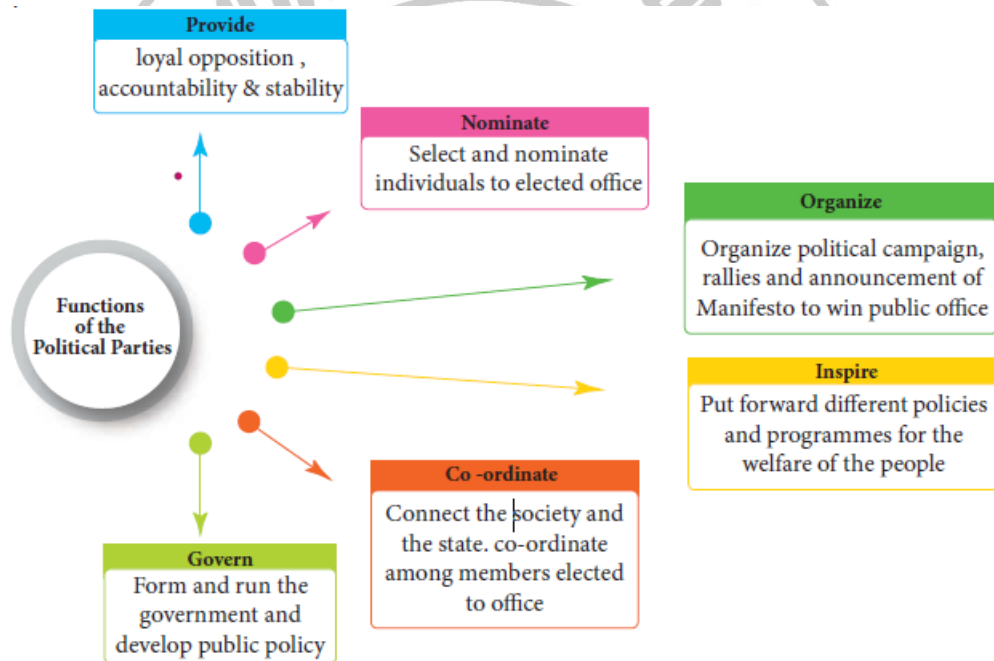 Provide
loyal opposition ,
accountability & stability
Nominate
Select and nominate
individuals to elected office
Organize
Organize political campaign,
rallies and announcement of
Manifesto to win public office
Functions
of the
Political Parties
Inspire
Put forward different policies
and programmes for the
welfare of the people
Co -ordinate
Connect the society and
the state. co-ordinate
among members elected
to office
Govern
Form and run the
government and
develop public policy